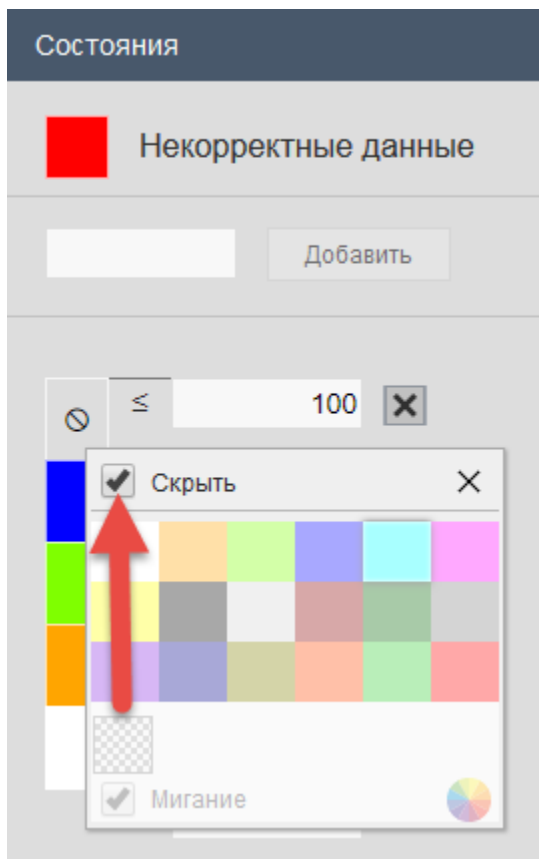 Состояния
Некорректные данные
Добавить
≤ 100
Скрыть
Мигание